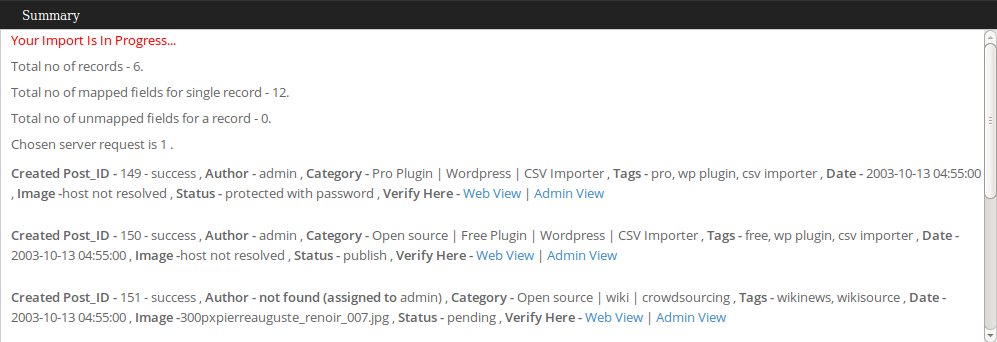 Summary
Your Import Is In Progress...
Total no of records - 6.
Total no of mapped fields for single record - 12.
Total no of unmapped fields for a record - 0.
Chosen server request is 1 .
Created Post_ID - 149 - success , Author - admin , Category - Pro Plugin | Wordpress | CSV Importer , Tags - pro, wp plugin, csv importer , Date - 2003-10-13 04:55:00
, Image -host not resolved , Status - protected with password , Verify Here - Web View | Admin View
Created Post_ID - 150 - success , Author - admin , Category - Open source | Free Plugin | Wordpress | CSV Importer , Tags - free, wp plugin, csv importer , Date -
2003-10-13 04:55:00 , Image -host not resolved , Status - publish , Verify Here - Web View | Admin View
Created Post_ID - 151 - success , Author - not found (assigned to admin) , Category - Open source | wiki | crowdsourcing , Tags - wikinews, wikisource , Date -
2003-10-13 04:55:00 , Image -300pxpierreauguste_renoir_007.jpg , Status - pending , Verify Here - Web View | Admin View